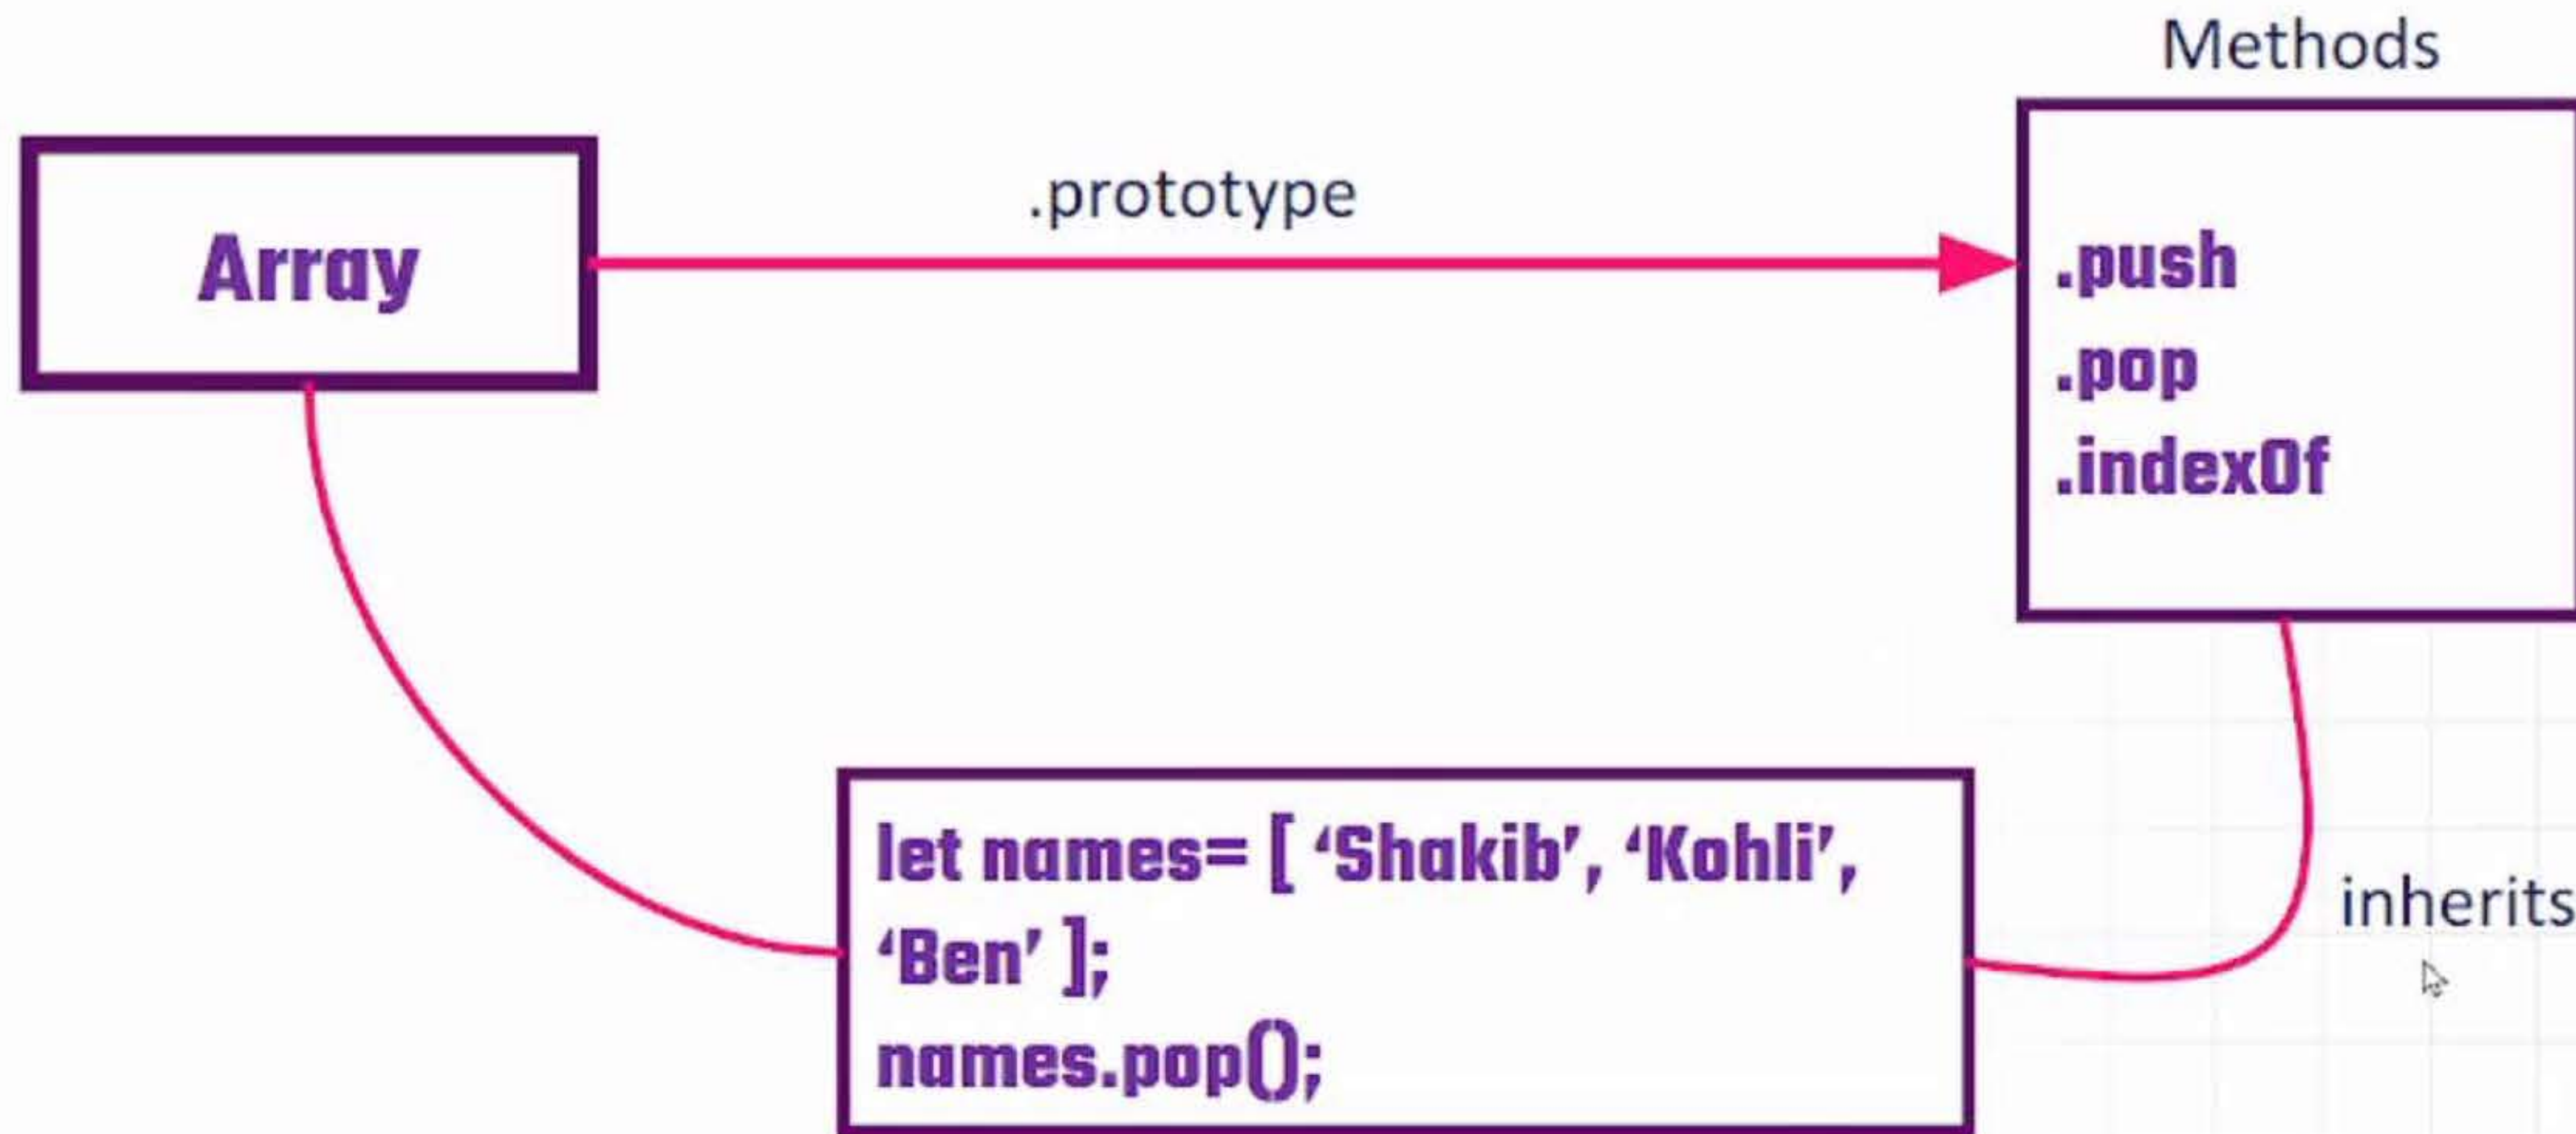 Methods
Array
.prototype
.push
.pop
.indexOf
let names= [ ‘Shakib’, ‘Kohli’,
‘Ben’ ];
names.pop();
inherits